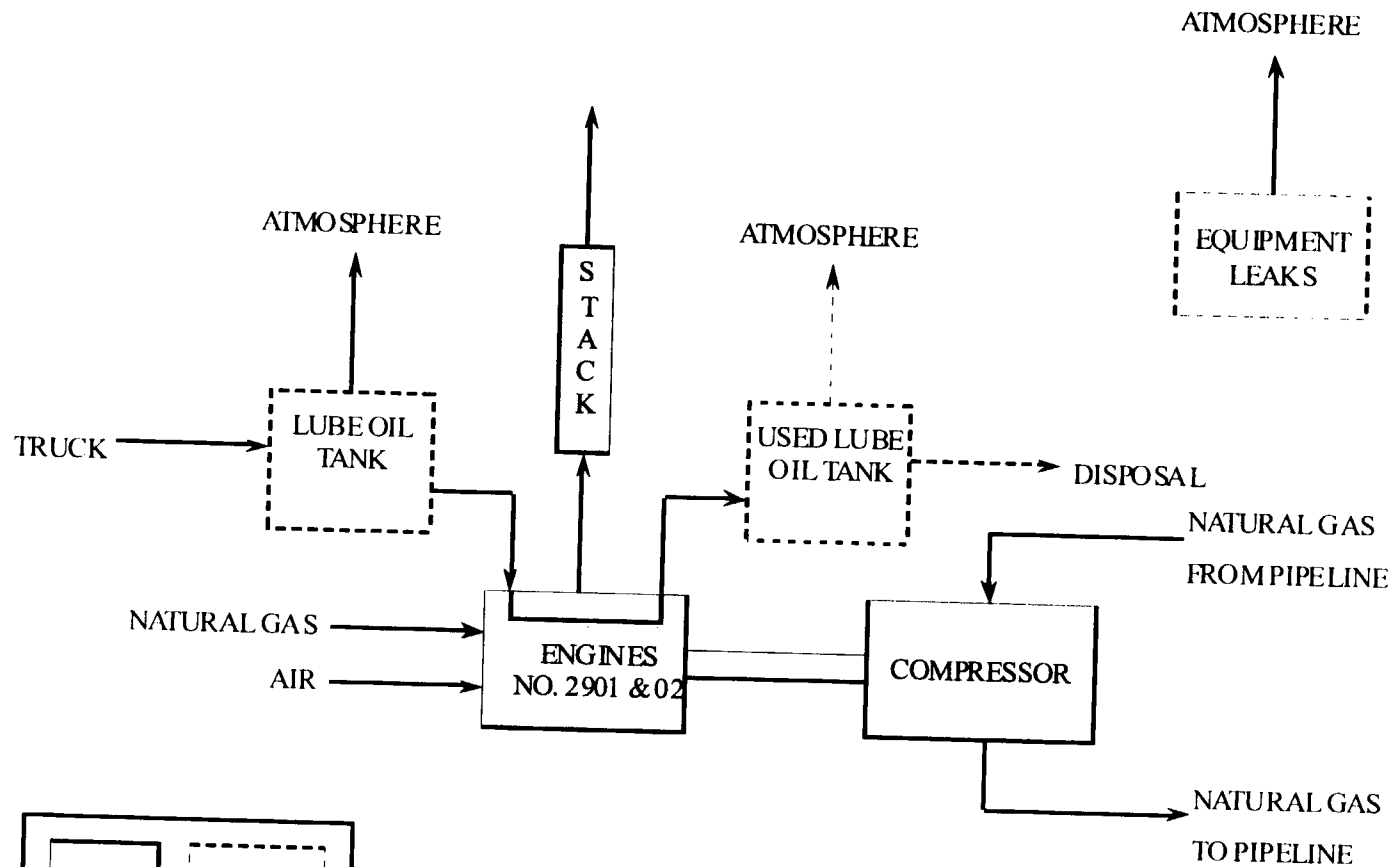 ATMOSPHERE
ATMOSPHERE
ATMOSPHERE
S
T
A
C
K
EQUIPMENT
LEAKS
TRUCK
LUBE OIL
TANK
USED LUBE
OIL TANK
DISPOSAL
NATURAL GAS
FROM PIPELINE
NATURAL GAS
AIR
ENGINES
NO. 2901 & 02
COMPRESSOR
NATURAL GAS
TO PIPELINE